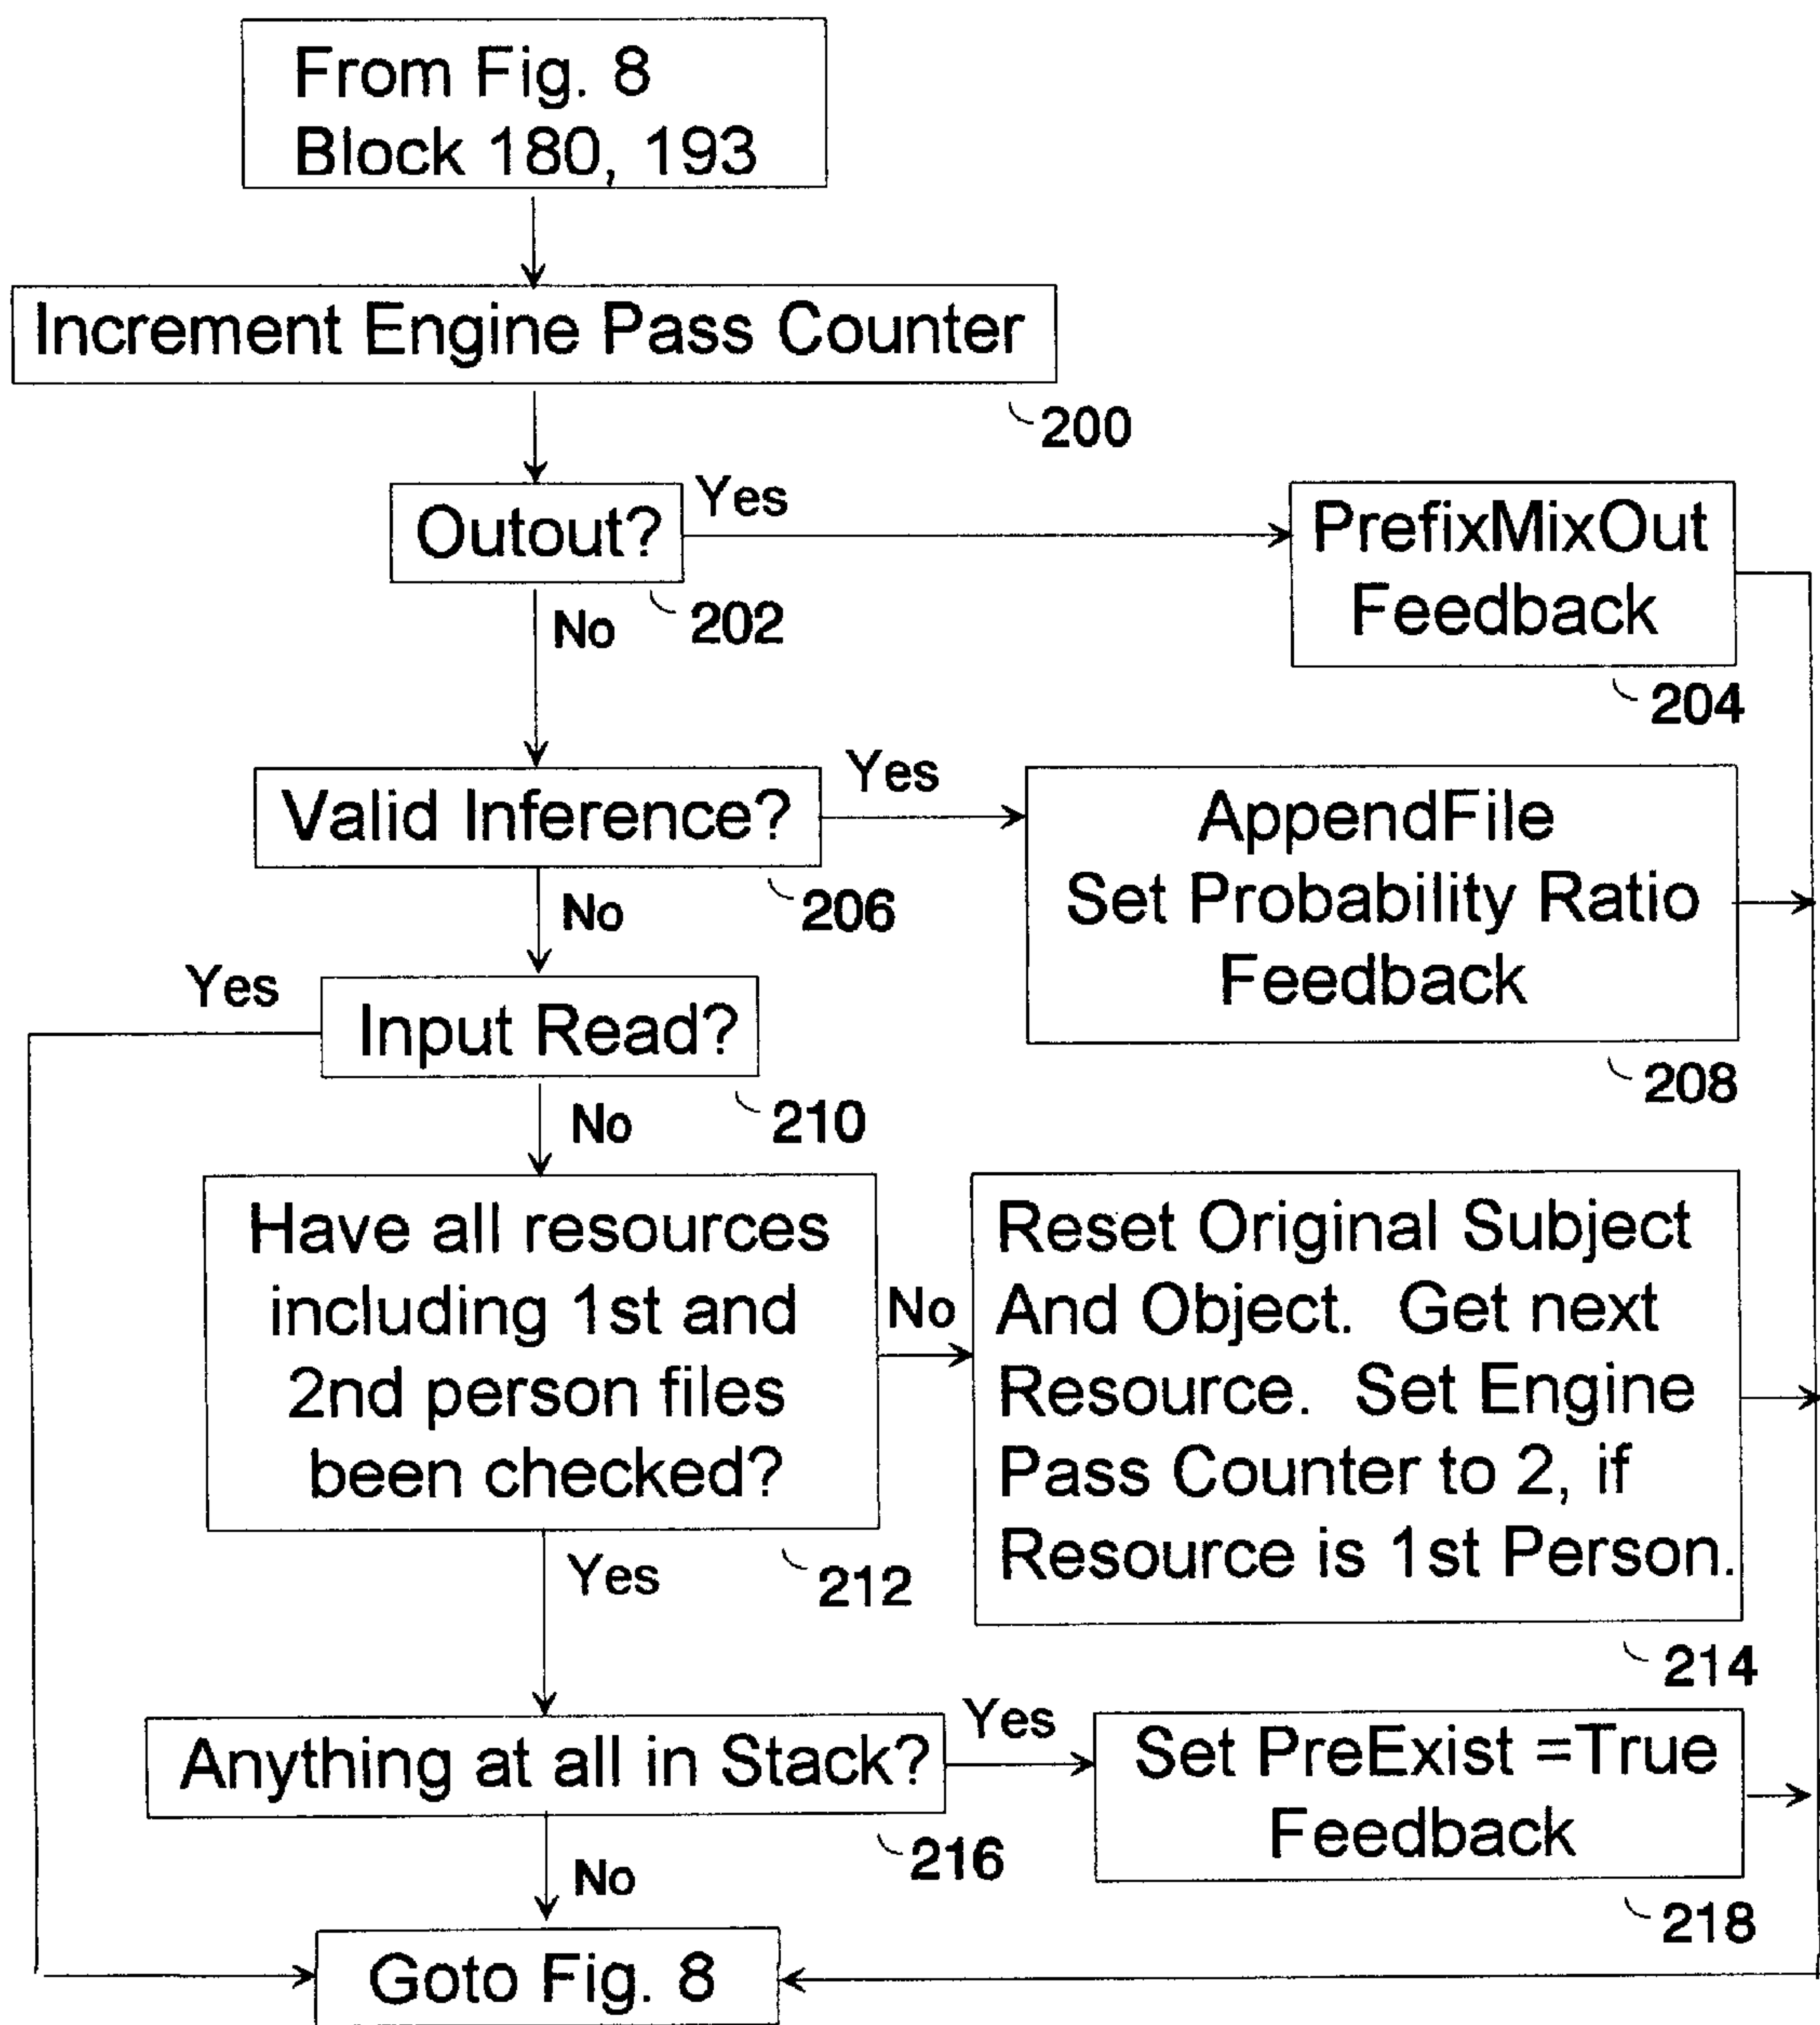 From Fig. 8
Block 180, 193
Increment Engine Pass Counter
200
Outout?
Yes
202
No
PrefixMixOut
Feedback
204
Valid Inference?
Yes
206
No
AppendFile
Set Probability Ratio
Feedback
208
Yes
Input Read?
210
No
Have all resources
including 1st and
2nd person files
been checked?
No
212
Yes
Reset Original Subject
And Object. Get next
Resource. Set Engine
Pass Counter to 2, if
Resource is 1st Person.
214
Anything at all in Stack?
Yes
216
No
Set PreExist =True
Feedback
218
Goto Fig. 8